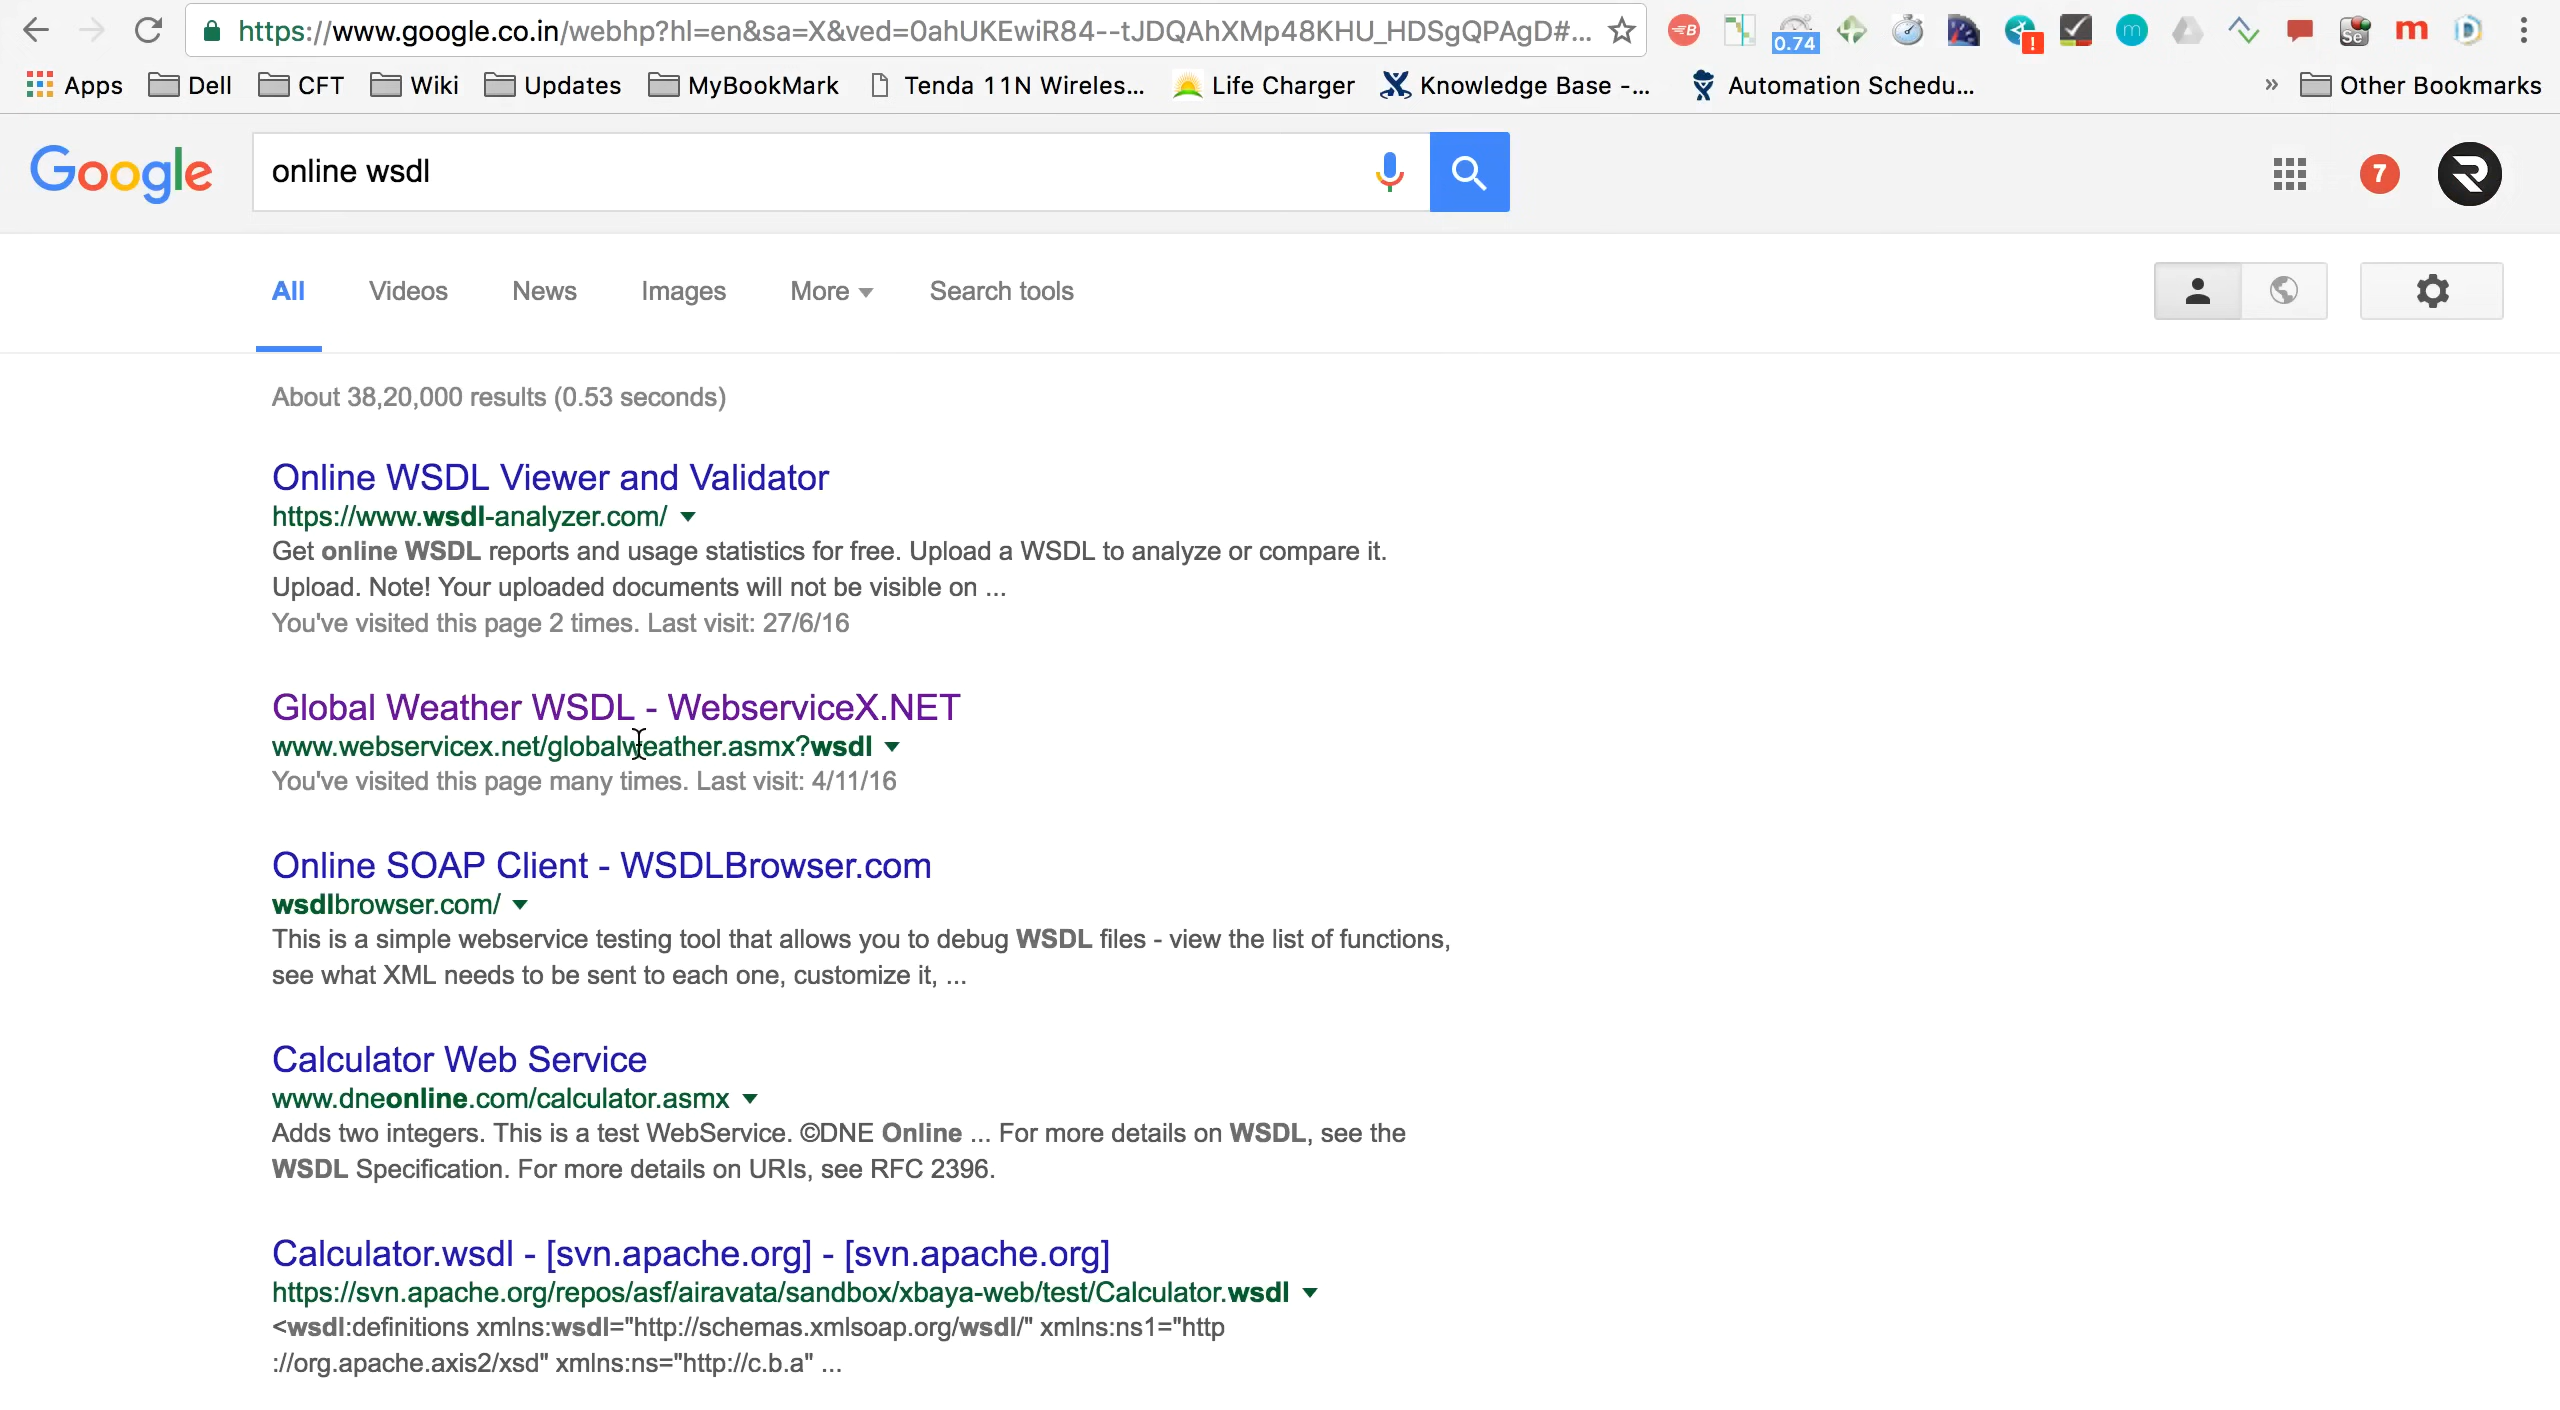 https://www.google.co.in/webhp?hl=en&sa=X&ved=0ahUKEwiR84--tJDQAhXMp48KHU_HDSgQPAgD#...
B
0.74
!
m
Se
m
D
Apps Dell CFT Wiki Updates MyBookMark Tenda 11N Wireles... Life Charger Knowledge Base -... Automation Schedu... » Other Bookmarks
Google
online wsdl
7
All Videos News Images More Search tools
About 38,20,000 results (0.53 seconds)
Online WSDL Viewer and Validator
https://www.wsdl-analyzer.com/
Get online WSDL reports and usage statistics for free. Upload a WSDL to analyze or compare it.
Upload. Note! Your uploaded documents will not be visible on ...
You've visited this page 2 times. Last visit: 27/6/16
Global Weather WSDL - WebserviceX.NET
www.webservicex.net/globalweather.asmx?wsdl
You've visited this page many times. Last visit: 4/11/16
Online SOAP Client - WSDLBrowser.com
wsdlbrowser.com/
This is a simple webservice testing tool that allows you to debug WSDL files - view the list of functions,
see what XML needs to be sent to each one, customize it, ...
Calculator Web Service
www.dneonline.com/calculator.asmx
Adds two integers. This is a test WebService. ©DNE Online ... For more details on WSDL, see the
WSDL Specification. For more details on URIs, see RFC 2396.
Calculator.wsdl - [svn.apache.org] - [svn.apache.org]
https://svn.apache.org/repos/asf/airavata/sandbox/xbaya-web/test/Calculator.wsdl
<wsdl:definitions xmlns:wsdl="http://schemas.xmlsoap.org/wsdl/" xmlns:ns1="http
://org.apache.axis2/xsd" xmlns:ns="http://c.b.a" ...